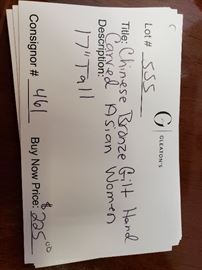 G
GLEATON'S
Lot # 555
Title: Chinese Bronze Gilt Hand
Carved Asian Women
Description:
17" Tall
Consignor # 461
Buy Now Price: $225.00